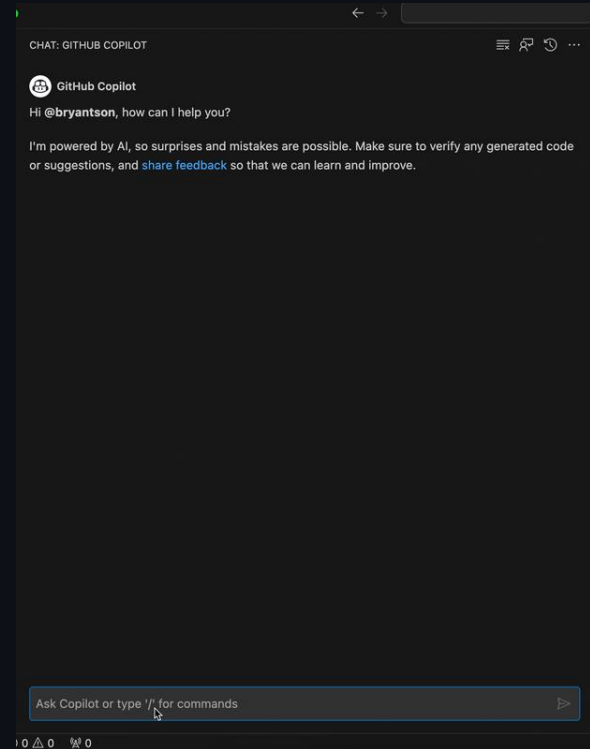 CHAT: GITHUB COPILOT
GitHub Copilot
Hi @bryantson, how can I help you?
I'm powered by AI, so surprises and mistakes are possible. Make sure to verify any generated code
or suggestions, and share feedback so that we can learn and improve.
Ask Copilot or type '/' for commands
0 0 0